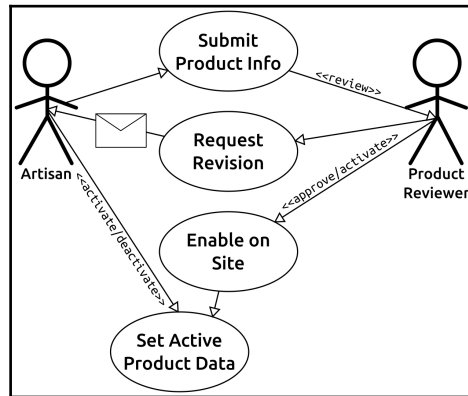 Submit
Product Info
<<review>>
Request
Revision
Artisan
Product
Reviewer
<<approve/activate>>
<<activate/deactivate>>
Enable on
Site
Set Active
Product Data